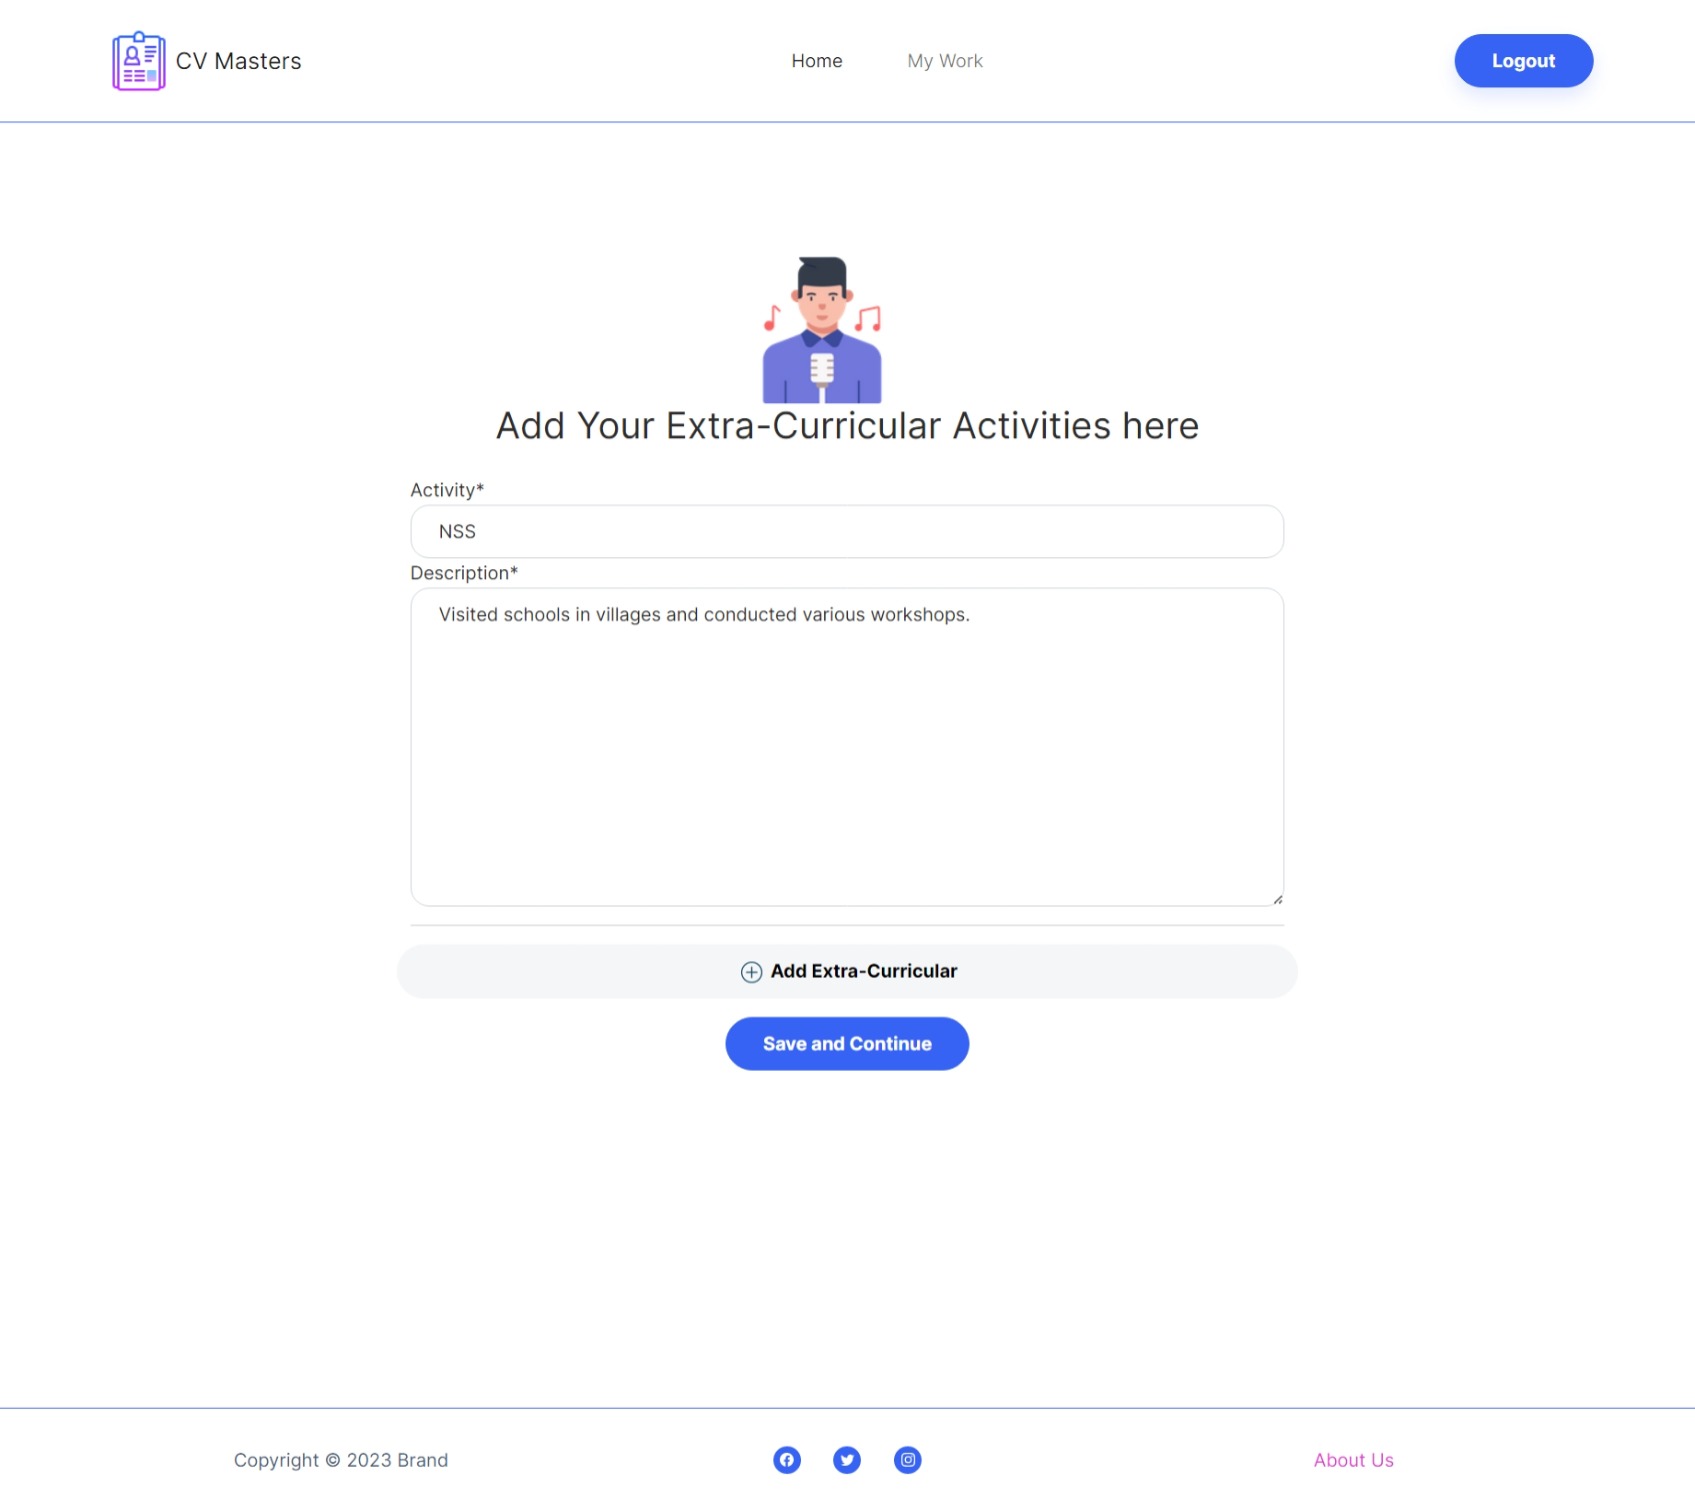 CV Masters
Home
My Work
Logout
Add Your Extra-Curricular Activities here
Activity*
NSS
Description*
Visited schools in villages and conducted various workshops.
Add Extra-Curricular
Save and Continue
Copyright © 2023 Brand
About Us